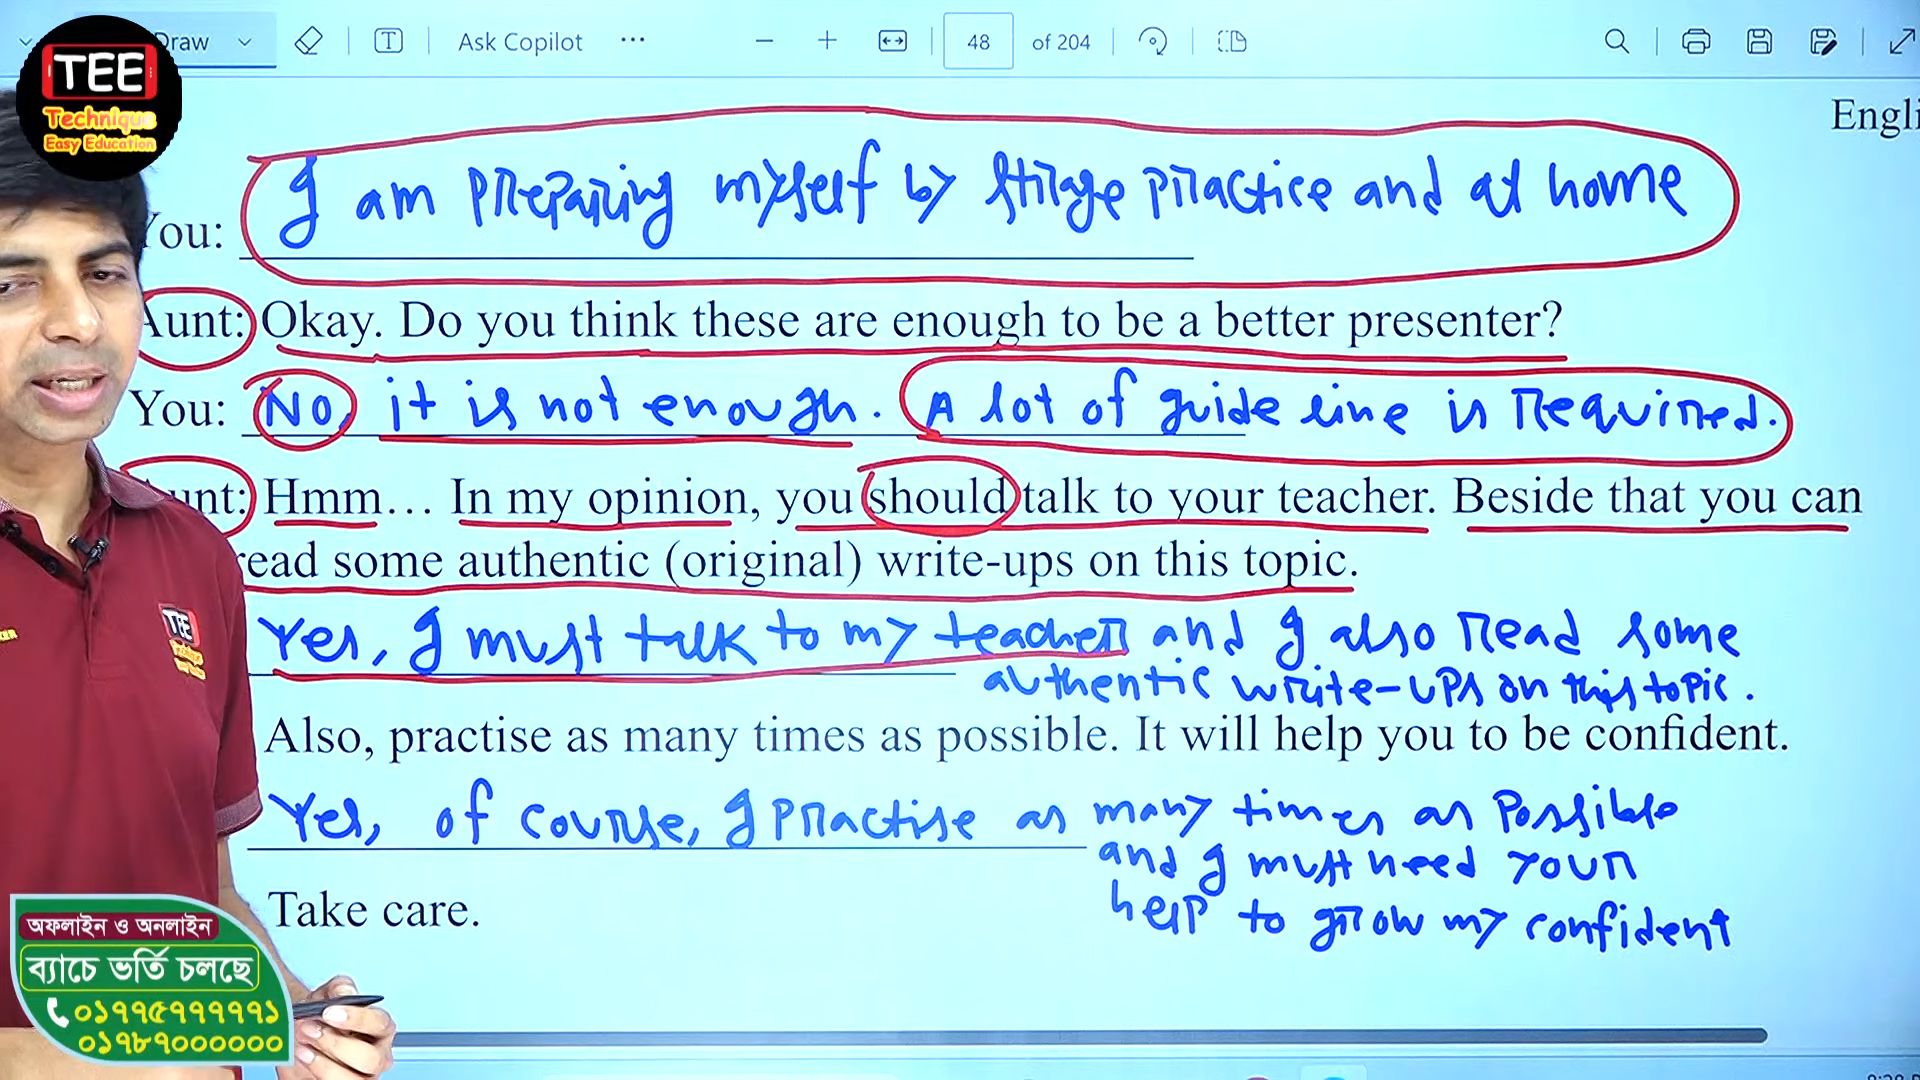 Draw
Ask Copilot
48 of 204
TEE
Technique
Easy Education
Engli
You: I am preparing myself by stage practice and at home
Aunt: Okay. Do you think these are enough to be a better presenter?
You: No, it is not enough. A lot of guide line is required.
Aunt: Hmm... In my opinion, you should talk to your teacher. Beside that you can
read some authentic (original) write-ups on this topic.
Yes, I must talk to my teacher and I also read some
authentic write-ups on this topic.
Also, practise as many times as possible. It will help you to be confident.
Yes, of course, I practise as many times as possible
and I must need your
help to grow my confident
Take care.
TEE
অফলাইন ও অনলাইন
ব্যাচে ভর্তি চলছে
০১৭৭৫৭৭৭৭৭১
০১৭৮৭০০০০০০